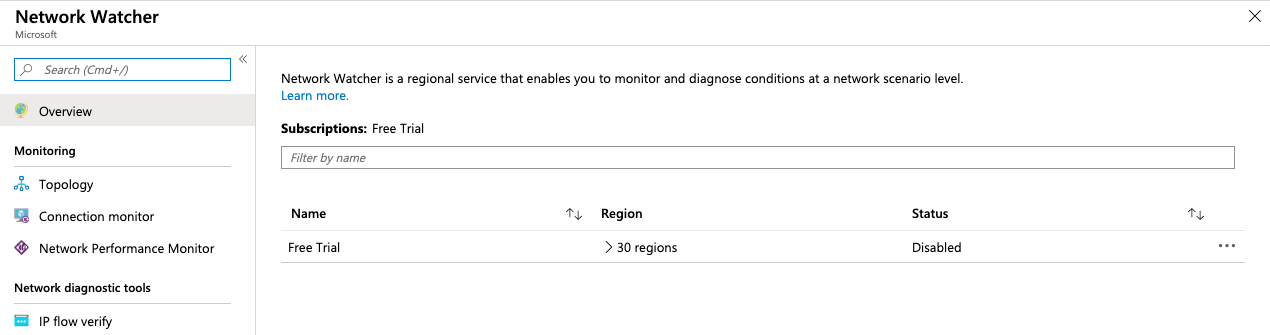 Network Watcher
Microsoft
Search (Cmd+/)
Overview
Monitoring
Topology
Connection monitor
Network Performance Monitor
Network diagnostic tools
IP flow verify
Network Watcher is a regional service that enables you to monitor and diagnose conditions at a network scenario level.
Learn more.
Subscriptions: Free Trial
Filter by name
Name Region Status
Free Trial 30 regions Disabled